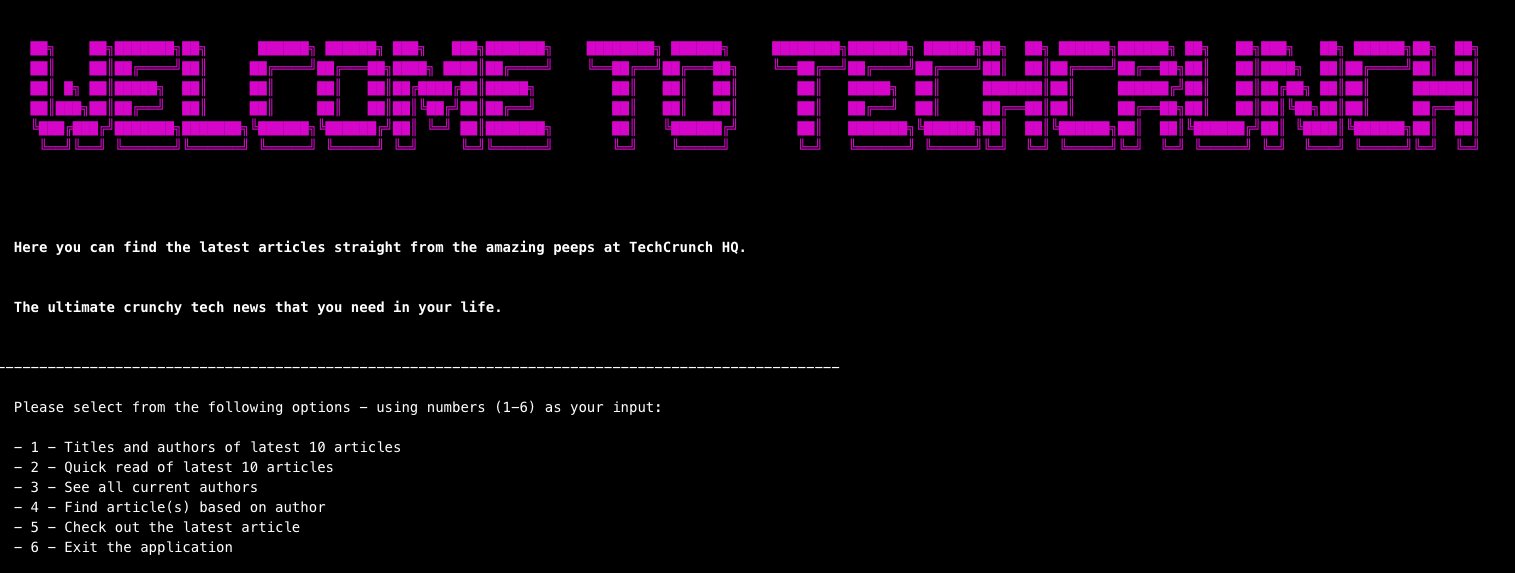 WELCOME TO TECHCRUNCH
Here you can find the latest articles straight from the amazing peeps at TechCrunch HQ.
The ultimate crunchy tech news that you need in your life.
Please select from the following options - using numbers (1-6) as your input:
- 1 - Titles and authors of latest 10 articles
- 2 - Quick read of latest 10 articles
- 3 - See all current authors
- 4 - Find article(s) based on author
- 5 - Check out the latest article
- 6 - Exit the application